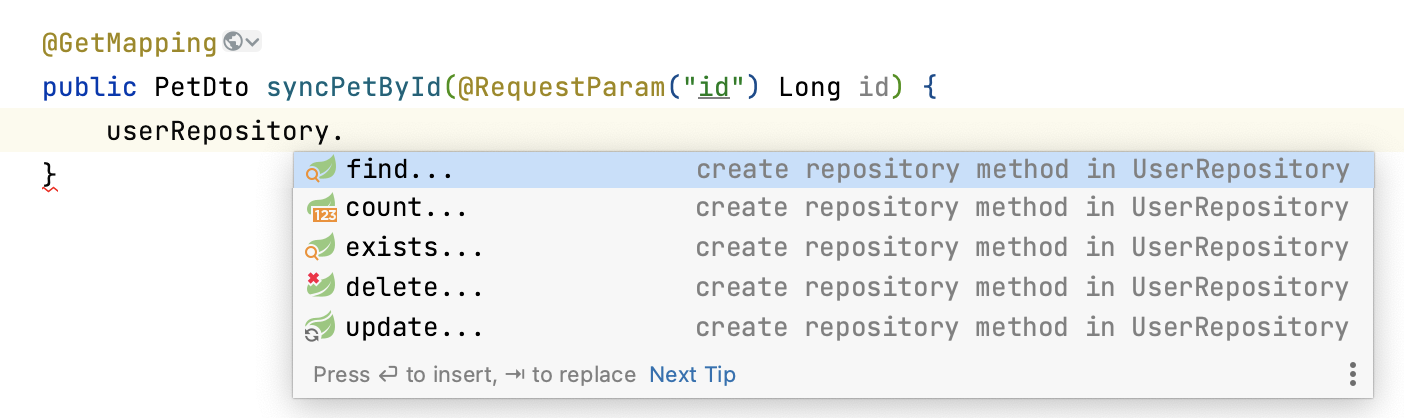 @GetMapping
public PetDto syncPetById(@RequestParam("id") Long id) {
userRepository.
}
find... create repository method in UserRepository
123
count... create repository method in UserRepository
exists... create repository method in UserRepository
delete... create repository method in UserRepository
update... create repository method in UserRepository
Press ↩ to insert, ⇥ to replace Next Tip